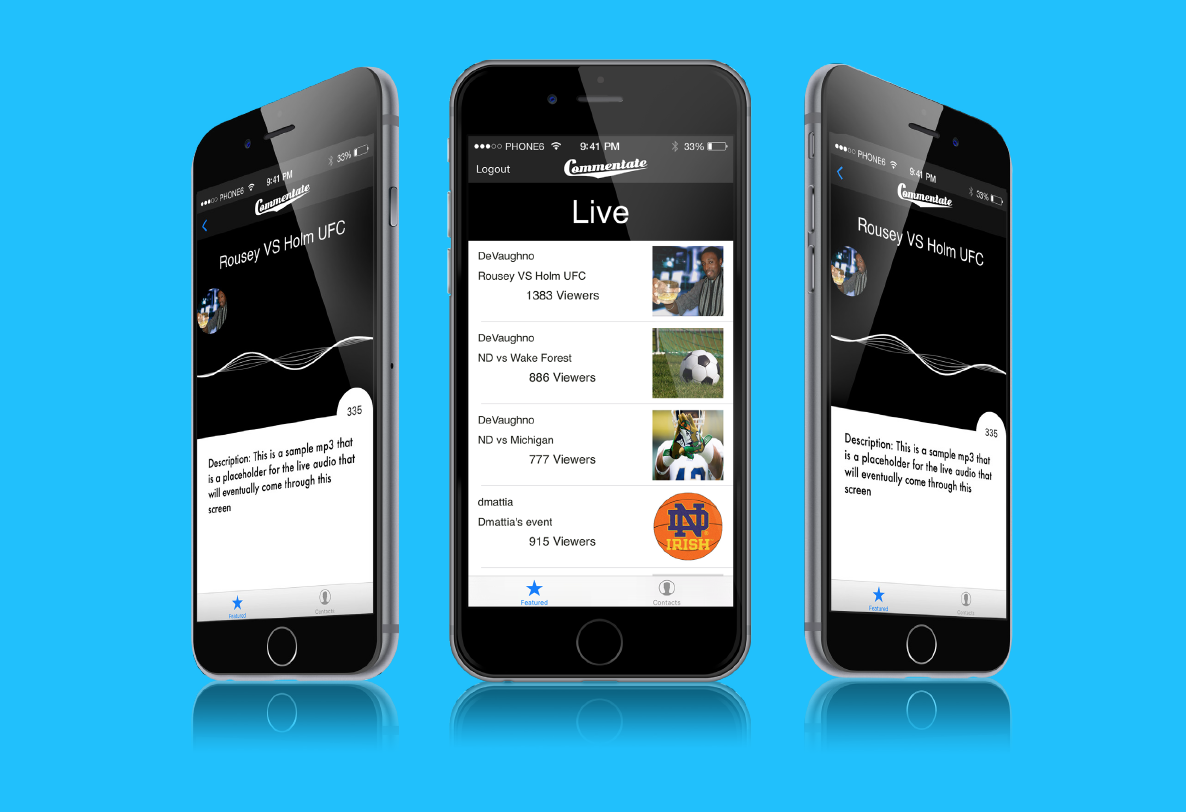 PHONE6 9:41 PM 33%
Commentate
Rousey VS Holm UFC
335
Description: This is a sample mp3 that
is a placeholder for the live audio that
will eventually come through this
screen
Featured Contacts
PHONE6 9:41 PM 33%
Logout Commentate
Live
DeVaughno
Rousey VS Holm UFC
1383 Viewers
DeVaughno
ND vs Wake Forest
886 Viewers
DeVaughno
ND vs Michigan
777 Viewers
dmattia
Dmattia's event
915 Viewers
ND
IRISH
Featured Contacts
PHONE6 9:41 PM 33%
Commentate
Rousey VS Holm UFC
335
Description: This is a sample mp3 that
is a placeholder for the live audio that
will eventually come through this
screen
Featured Contacts